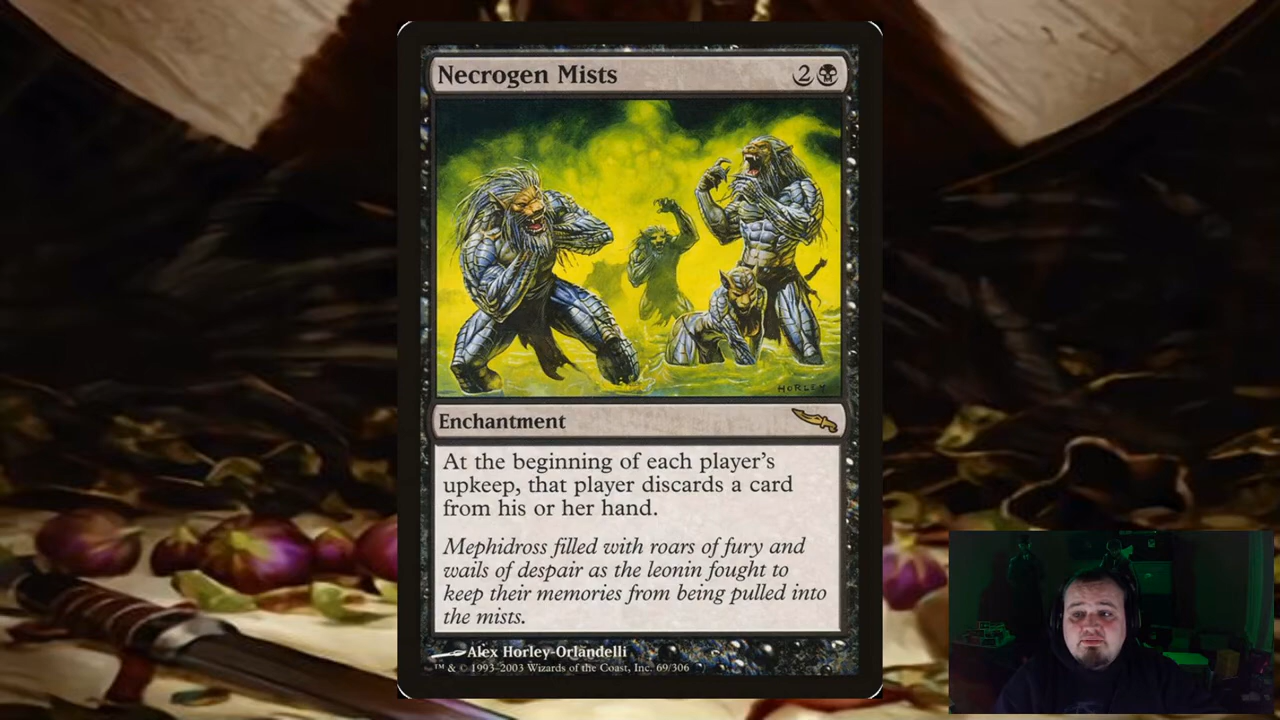 Necrogen Mists 2
HORLEY
Enchantment
At the beginning of each player's
upkeep, that player discards a card
from his or her hand.
Mephidross filled with roars of fury and
wails of despair as the leonin fought to
keep their memories from being pulled into
the mists.
Alex Horley-Orlandelli
™ & © 1993-2003 Wizards of the Coast, Inc. 69/306